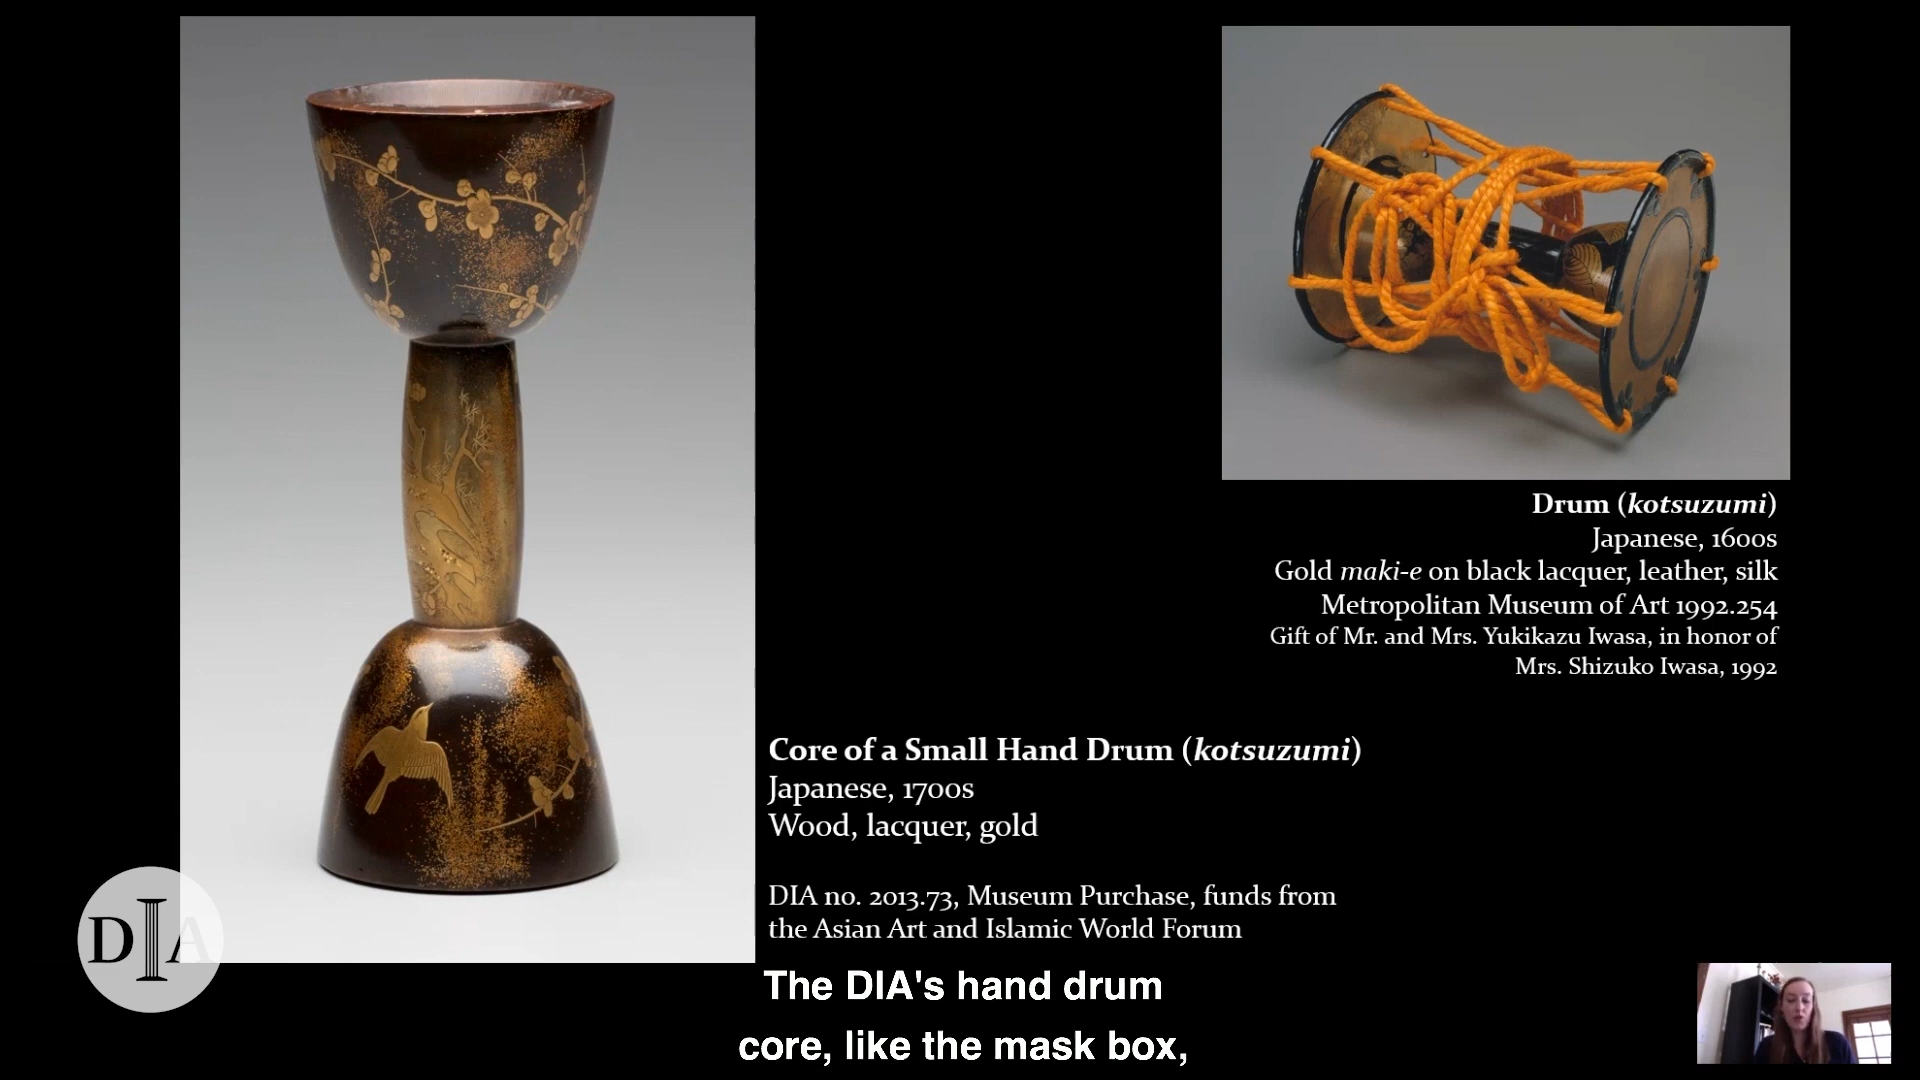 Drum (kotsuzumi)
Japanese, 1600s
Gold maki-e on black lacquer, leather, silk
Metropolitan Museum of Art 1992.254
Gift of Mr. and Mrs. Yukikazu Iwasa, in honor of
Mrs. Shizuko Iwasa, 1992
Core of a Small Hand Drum (kotsuzumi)
Japanese, 1700s
Wood, lacquer, gold
DIA no. 2013.73, Museum Purchase, funds from
the Asian Art and Islamic World Forum
DIA
The DIA's hand drum
core, like the mask box,